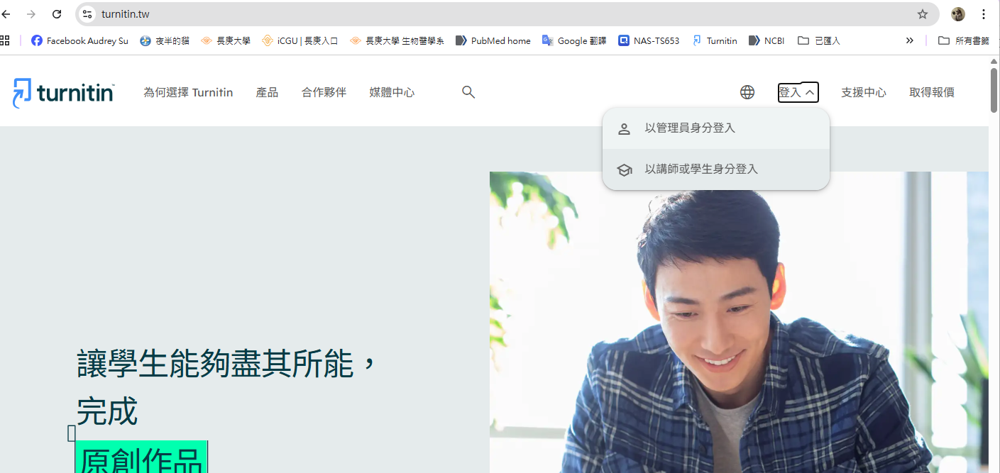 turnitin.tw
Facebook Audrey Su
夜半的貓
長庚大學
iCGU | 長庚入口
長庚大學 生物醫學系
PubMed home
Google 翻譯
NAS-TS653
Turnitin
NCBI
已匯入
所有書籤
turnitin™
為何選擇 Turnitin
產品
合作夥伴
媒體中心
登入
支援中心
取得報價
以管理員身分登入
以講師或學生身分登入
讓學生能夠盡其所能，
完成
原創作品